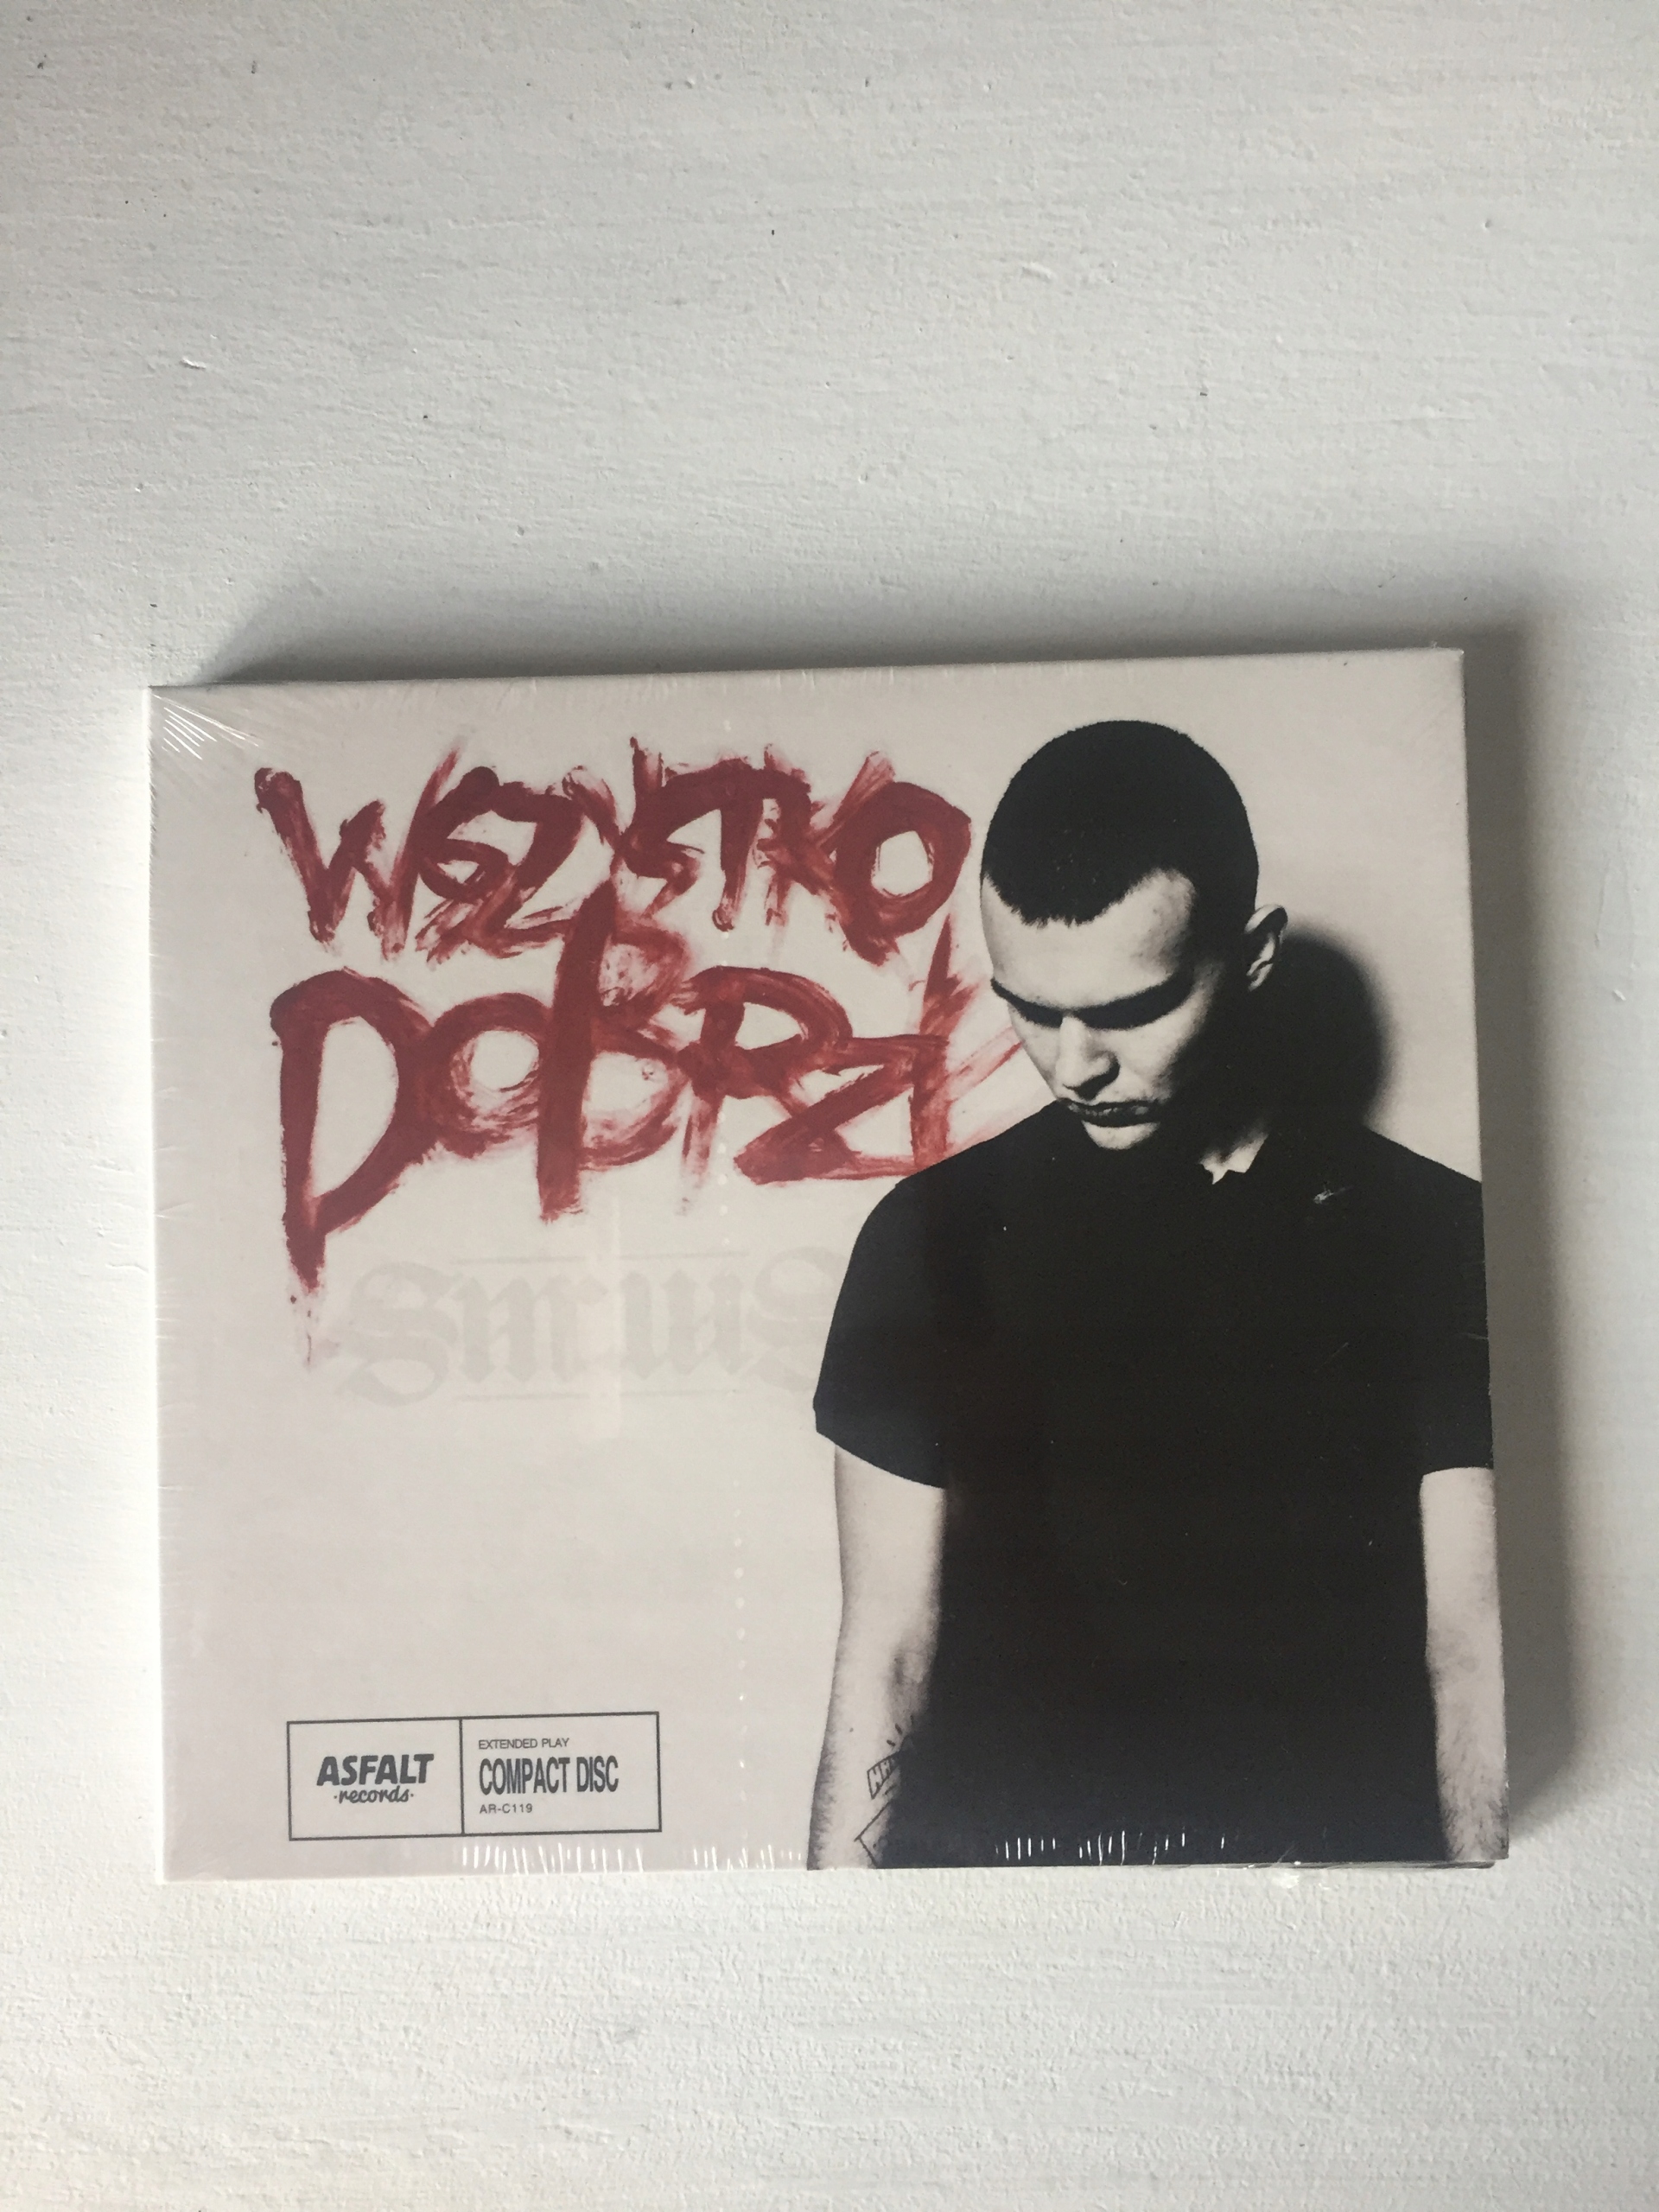 WSZYSTKO
DOBRZE
ASFALT
·records·
EXTENDED PLAY
COMPACT DISC
AR-C119